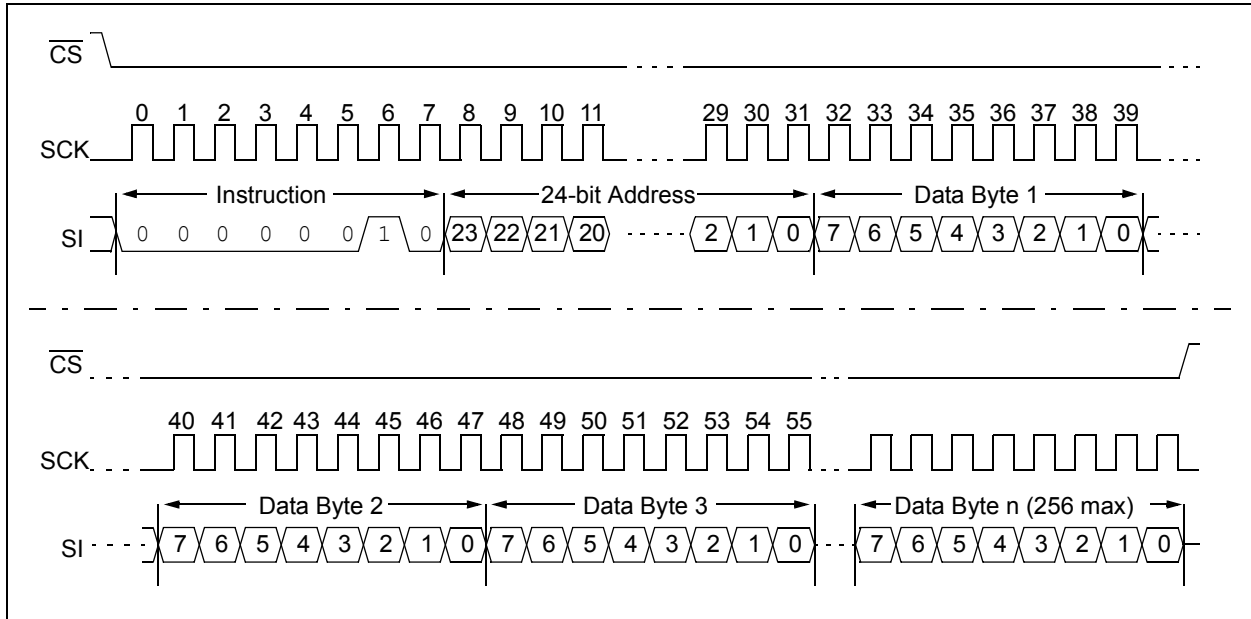 CS
0 1 2 3 4 5 6 7 8 9 10 11 29 30 31 32 33 34 35 36 37 38 39
SCK
Instruction 24-bit Address Data Byte 1
SI 0 0 0 0 0 0 1 0 23 22 21 20 2 1 0 7 6 5 4 3 2 1 0
CS
40 41 42 43 44 45 46 47 48 49 50 51 52 53 54 55
SCK
Data Byte 2 Data Byte 3 Data Byte n (256 max)
SI 7 6 5 4 3 2 1 0 7 6 5 4 3 2 1 0 7 6 5 4 3 2 1 0